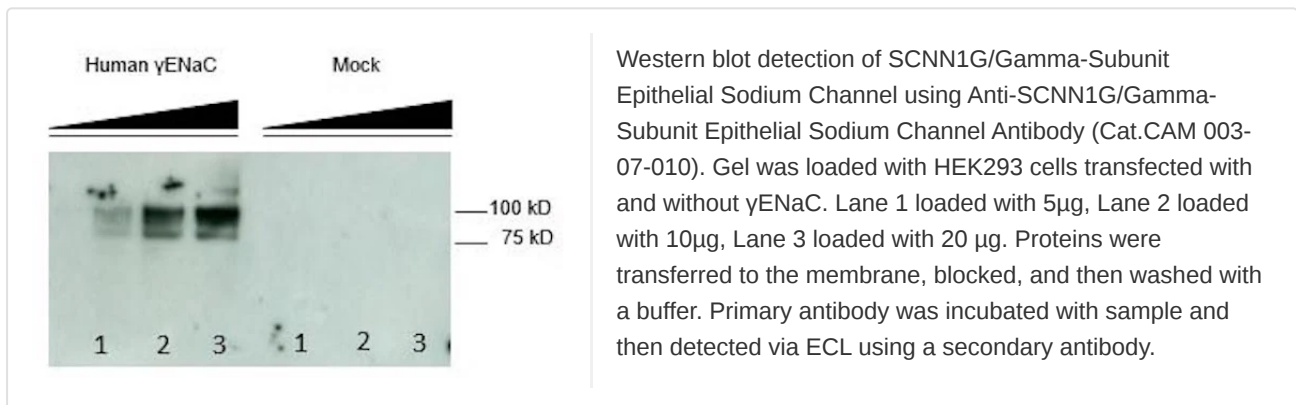 Human γENaC
Mock
100 kD
75 kD
1 2 3 1 2 3
Western blot detection of SCNN1G/Gamma-Subunit
Epithelial Sodium Channel using Anti-SCNN1G/Gamma-
Subunit Epithelial Sodium Channel Antibody (Cat.CAM 003-
07-010). Gel was loaded with HEK293 cells transfected with
and without γENaC. Lane 1 loaded with 5µg, Lane 2 loaded
with 10µg, Lane 3 loaded with 20 µg. Proteins were
transferred to the membrane, blocked, and then washed with
a buffer. Primary antibody was incubated with sample and
then detected via ECL using a secondary antibody.